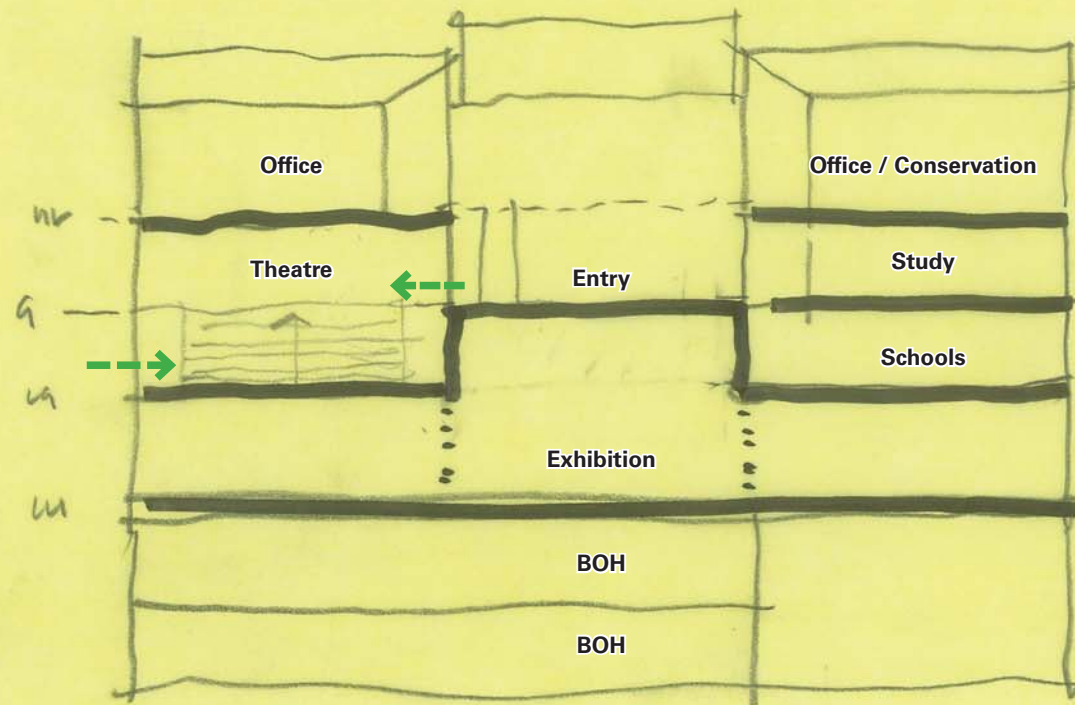 Office
Office / Conservation
Theatre
Entry
Study
G
Schools
Exhibition
BOH
BOH